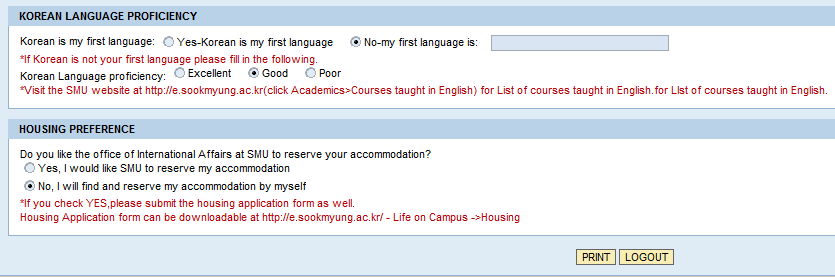 KOREAN LANGUAGE PROFICIENCY
Korean is my first language: Yes-Korean is my first language No-my first language is:
*If Korean is not your first language please fill in the following.
Korean Language proficiency: Excellent Good Poor
*Visit the SMU website at http://e.sookmyung.ac.kr(click Academics>Courses taught in English) for List of courses taught in English.for LIst of courses taught in English.
HOUSING PREFERENCE
Do you like the office of International Affairs at SMU to reserve your accommodation?
Yes, I would like SMU to reserve my accommodation
No, I will find and reserve my accommodation by myself
*If you check YES,please submit the housing application form as well.
Housing Application form can be downloadable at http://e.sookmyung.ac.kr/ - Life on Campus ->Housing
PRINT LOGOUT